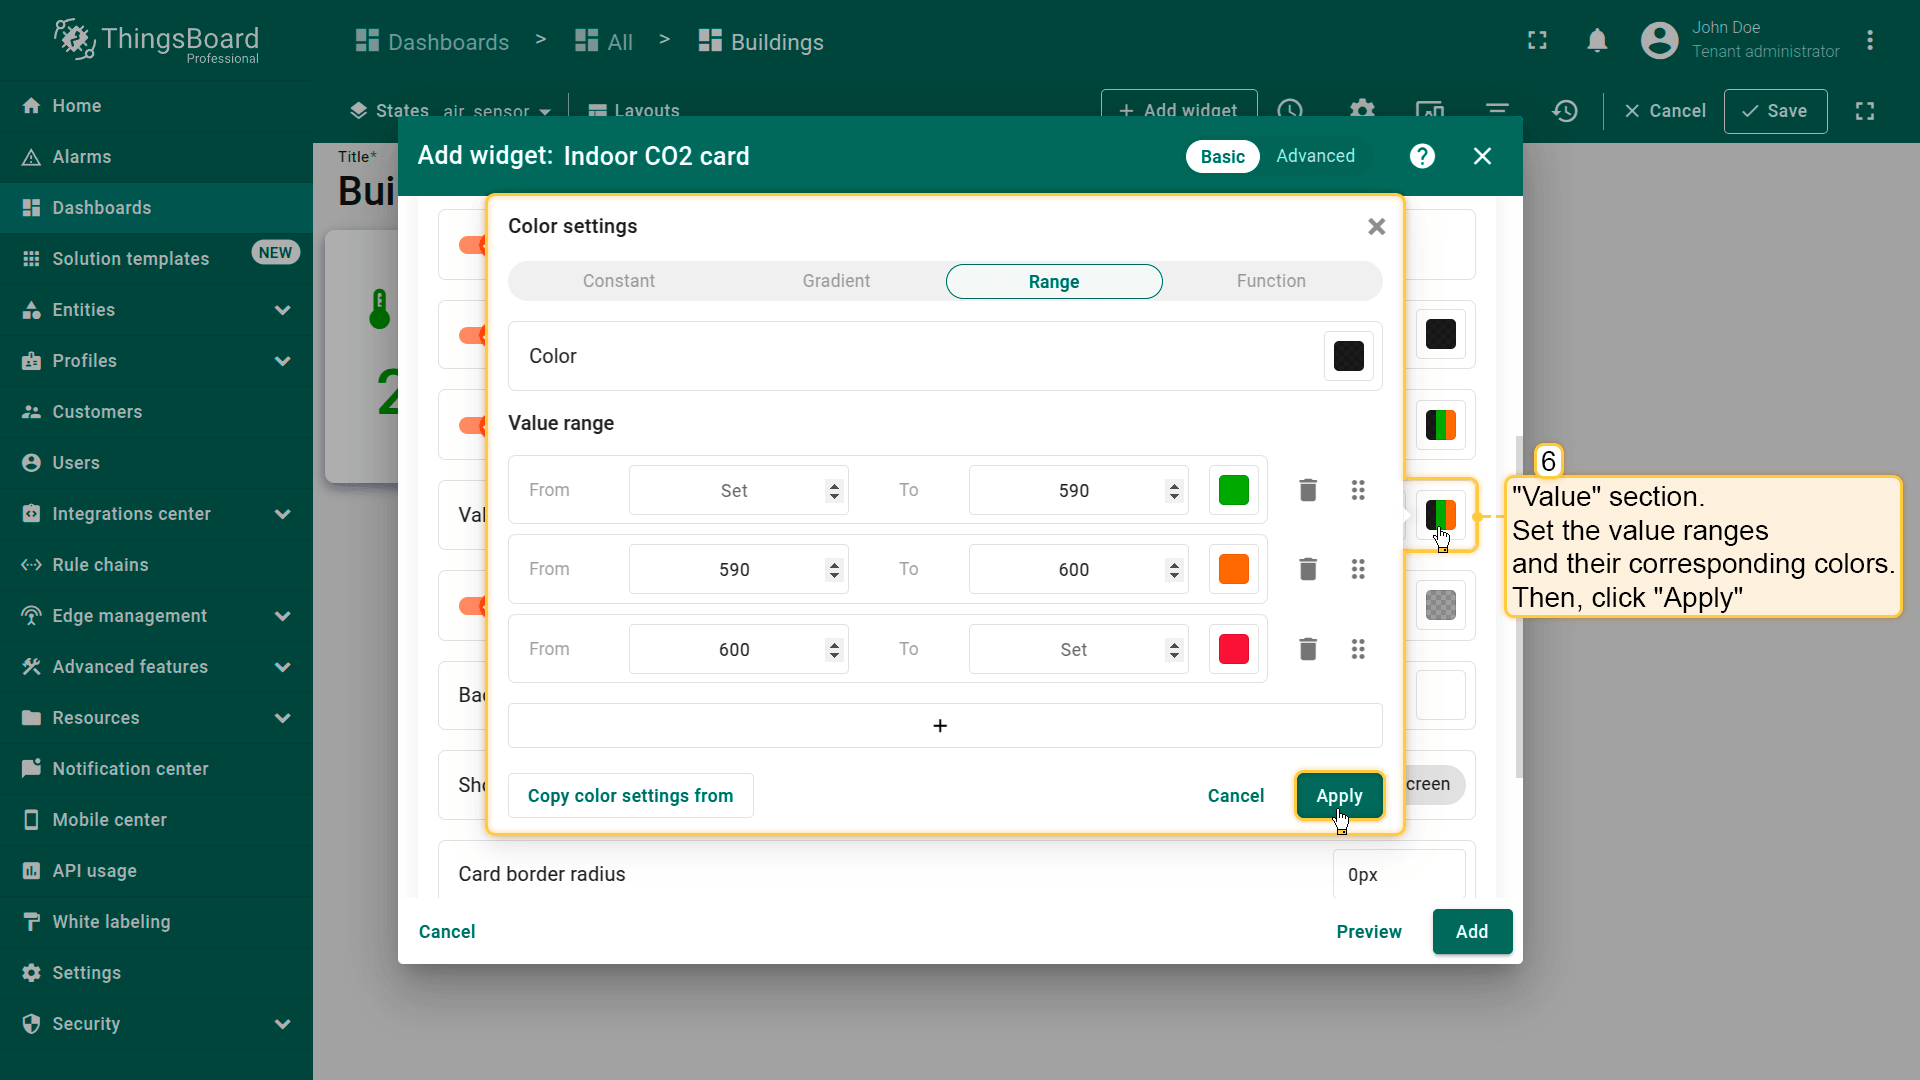 ThingsBoard
Professional
Dashboards > All > Buildings
John Doe
Tenant administrator
Home
Alarms
Dashboards
Solution templates NEW
Entities
Profiles
Customers
Users
Integrations center
Rule chains
Edge management
Advanced features
Resources
Notification center
Mobile center
API usage
White labeling
Settings
Security
States air_sensor Layouts
+ Add widget
Cancel
Save
Title*
Bui
2
Add widget: Indoor CO2 card
Basic Advanced
Color settings
Constant Gradient Range Function
Color
Value range
From Set To 590
From 590 To 600
From 600 To Set
+
Copy color settings from
Cancel
Apply
Card border radius
0px
Cancel
Preview
Add
6
"Value" section.
Set the value ranges
and their corresponding colors.
Then, click "Apply"